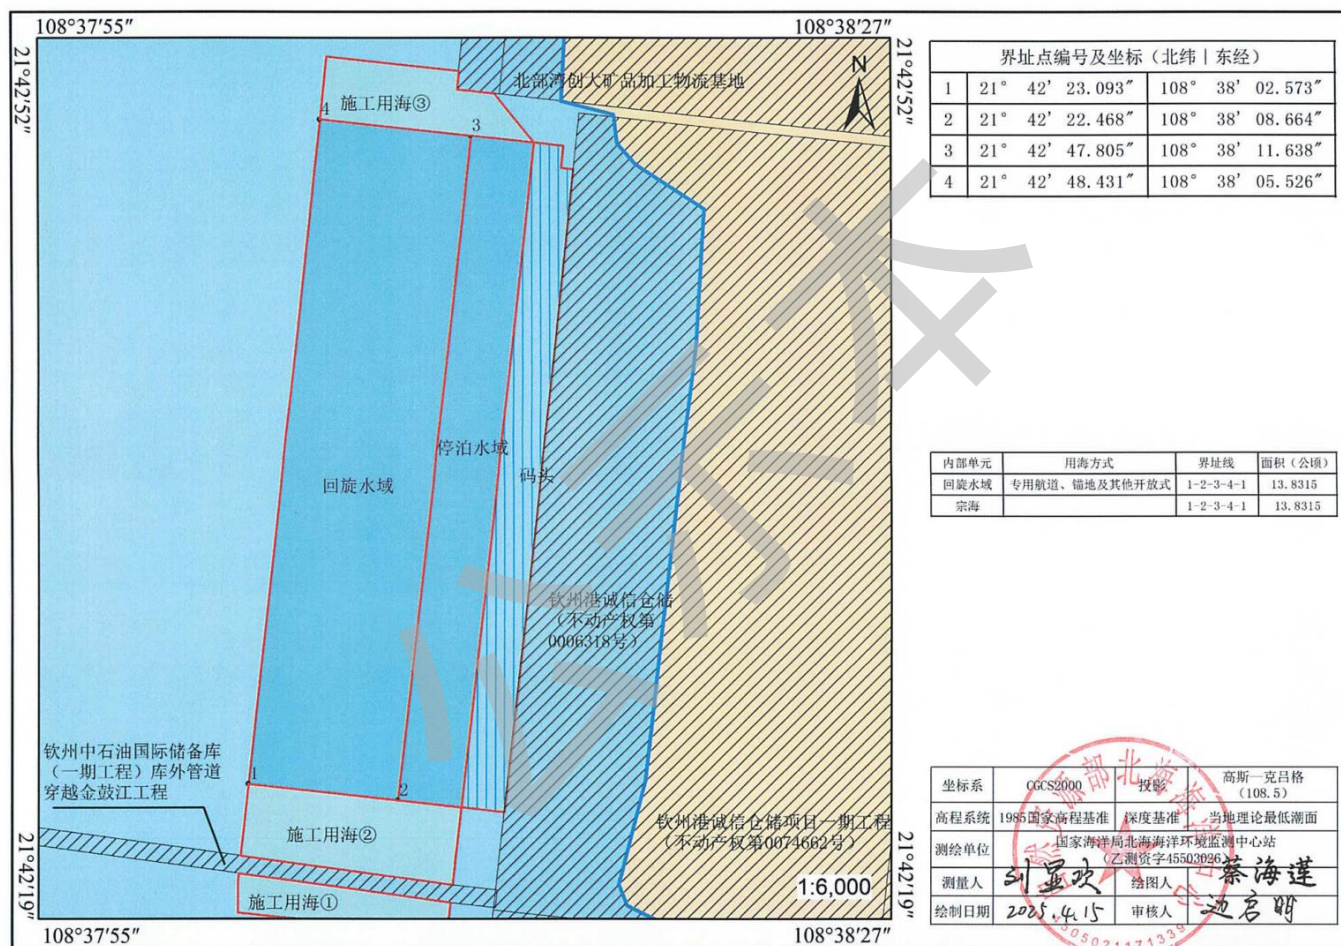 108°37′55″
108°38′27″
21°42′52″
21°42′52″
北部湾创大矿品加工物流基地
N
施工用海③
4
3
停泊水域
码头
回旋水域
钦州港诚信仓储
(不动产权第
0006318号)
钦州中石油国际储备库
(一期工程)库外管道
穿越金鼓江工程
1
2
施工用海②
钦州港诚信仓储项目一期工程
(不动产权第0074662号)
施工用海①
1:6,000
21°42′19″
21°42′19″
108°37′55″
108°38′27″
界址点编号及坐标(北纬|东经)
1 21° 42′ 23.093″ 108° 38′ 02.573″
2 21° 42′ 22.468″ 108° 38′ 08.664″
3 21° 42′ 47.805″ 108° 38′ 11.638″
4 21° 42′ 48.431″ 108° 38′ 05.526″
内部单元 用海方式 界址线 面积(公顷)
回旋水域 专用航道、锚地及其他开放式 1-2-3-4-1 13.8315
宗海 1-2-3-4-1 13.8315
坐标系 CGCS2000 投影 高斯—克吕格
(108.5)
高程系统 1985国家高程基准 深度基准 当地理论最低潮面
测绘单位 国家海洋局北海海洋环境监测中心站
(乙测资字45503026
测量人 绘图人 蔡海莲
绘制日期 2025.4.15 审核人
4505021171339
公示本